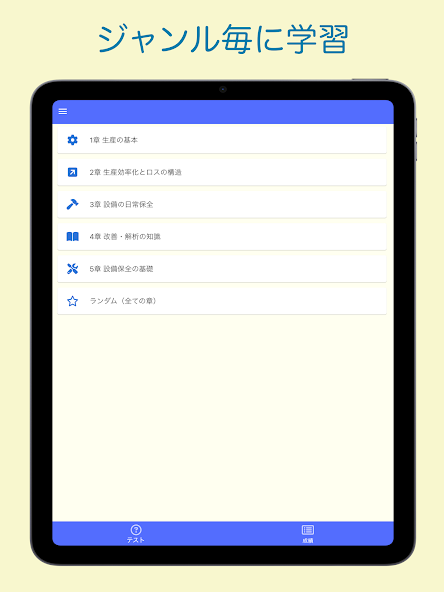 ジャンル毎に学習
1章 生産の基本
2章 生産効率化とロスの構造
3章 設備の日常保全
4章 改善・解析の知識
5章 設備保全の基礎
ランダム（全ての章）
テスト
成績